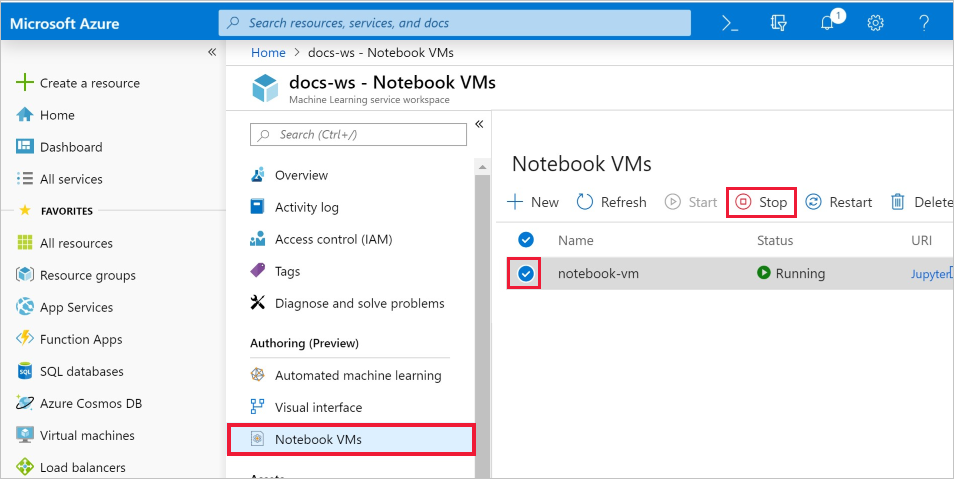 Microsoft Azure
Search resources, services, and docs
1
Create a resource
Home
Dashboard
All services
FAVORITES
All resources
Resource groups
App Services
Function Apps
SQL databases
Azure Cosmos DB
Virtual machines
Load balancers
Home > docs-ws - Notebook VMs
docs-ws - Notebook VMs
Machine Learning service workspace
Search (Ctrl+/)
Overview
Activity log
Access control (IAM)
Tags
Diagnose and solve problems
Authoring (Preview)
Automated machine learning
Visual interface
Notebook VMs
Notebook VMs
New Refresh Start Stop Restart Delete
Name Status URI
notebook-vm Running Jupyter